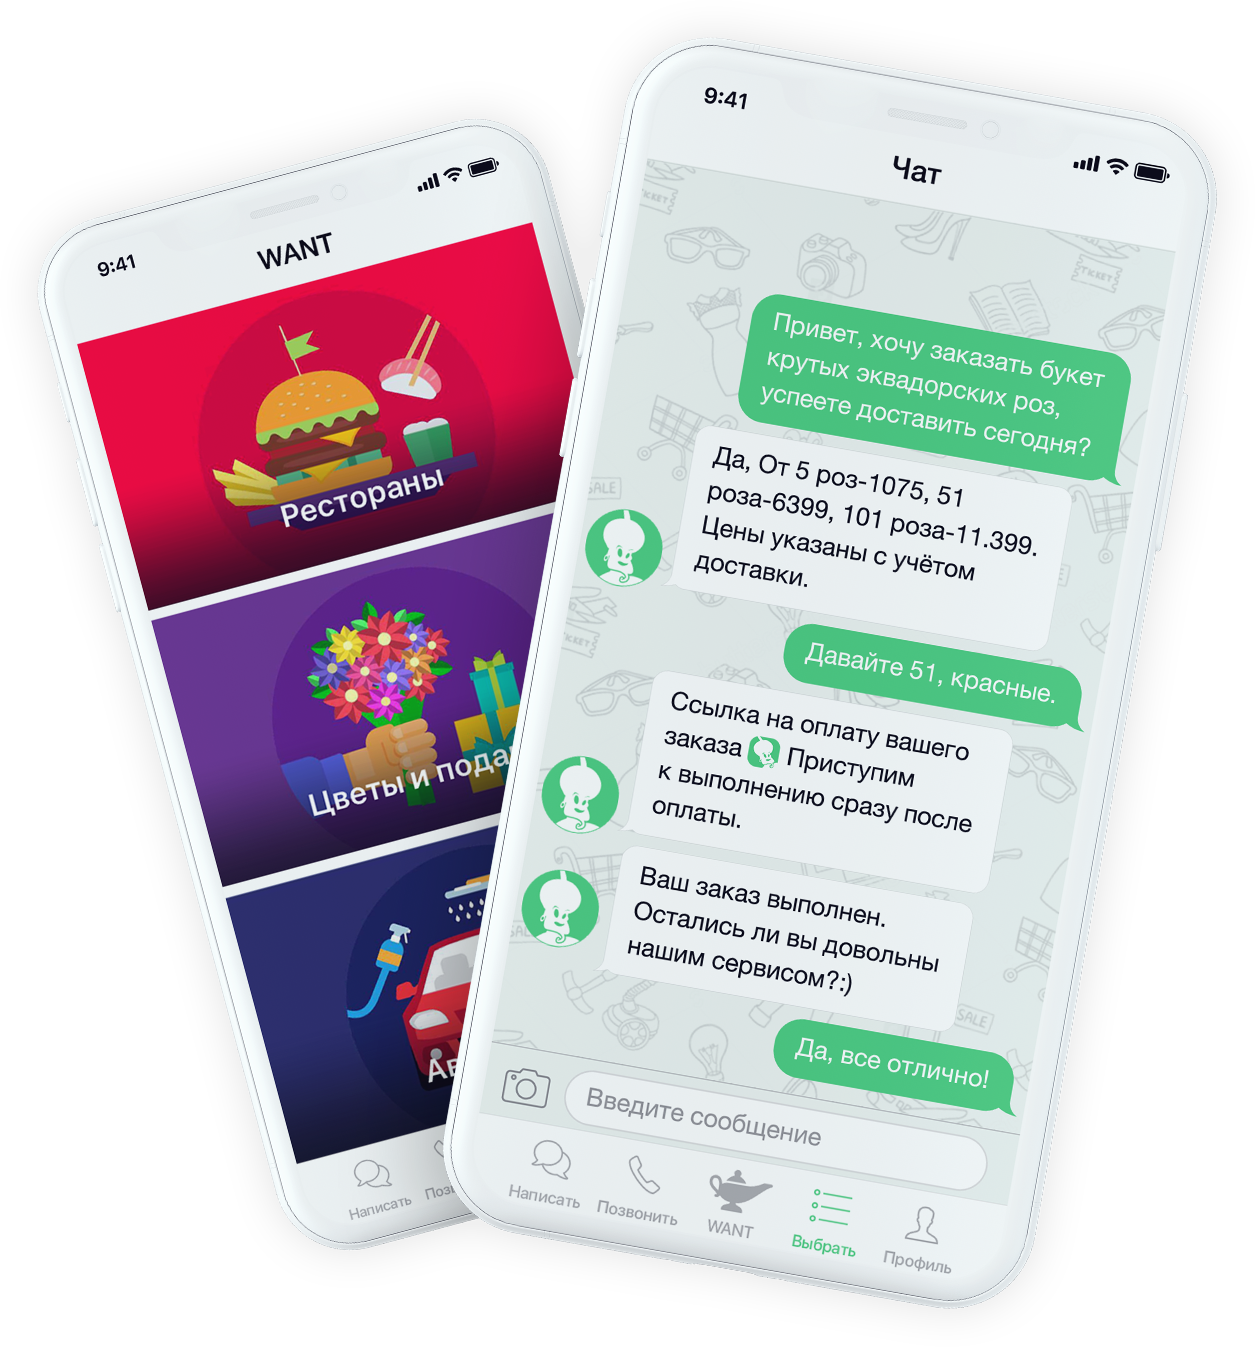 9:41
WANT
Рестораны
Цветы и
Написать
9:41
Чат
TICKET
Привет, хочу заказать букет
крутых эквадорских роз,
успеете доставить сегодня?
SALE
Да, От 5 роз-1075, 51
роза-6399, 101 роза-11.399.
Цены указаны с учётом
доставки.
Давайте 51, красные.
Ссылка на оплату вашего
заказа Приступим
к выполнению сразу после
оплаты.
Ваш заказ выполнен.
Остались ли вы довольны
нашим сервисом?:)
SALE
Да, все отлично!
Введите сообщение
Написать
Позвонить
WANT
Выбрать
Профиль